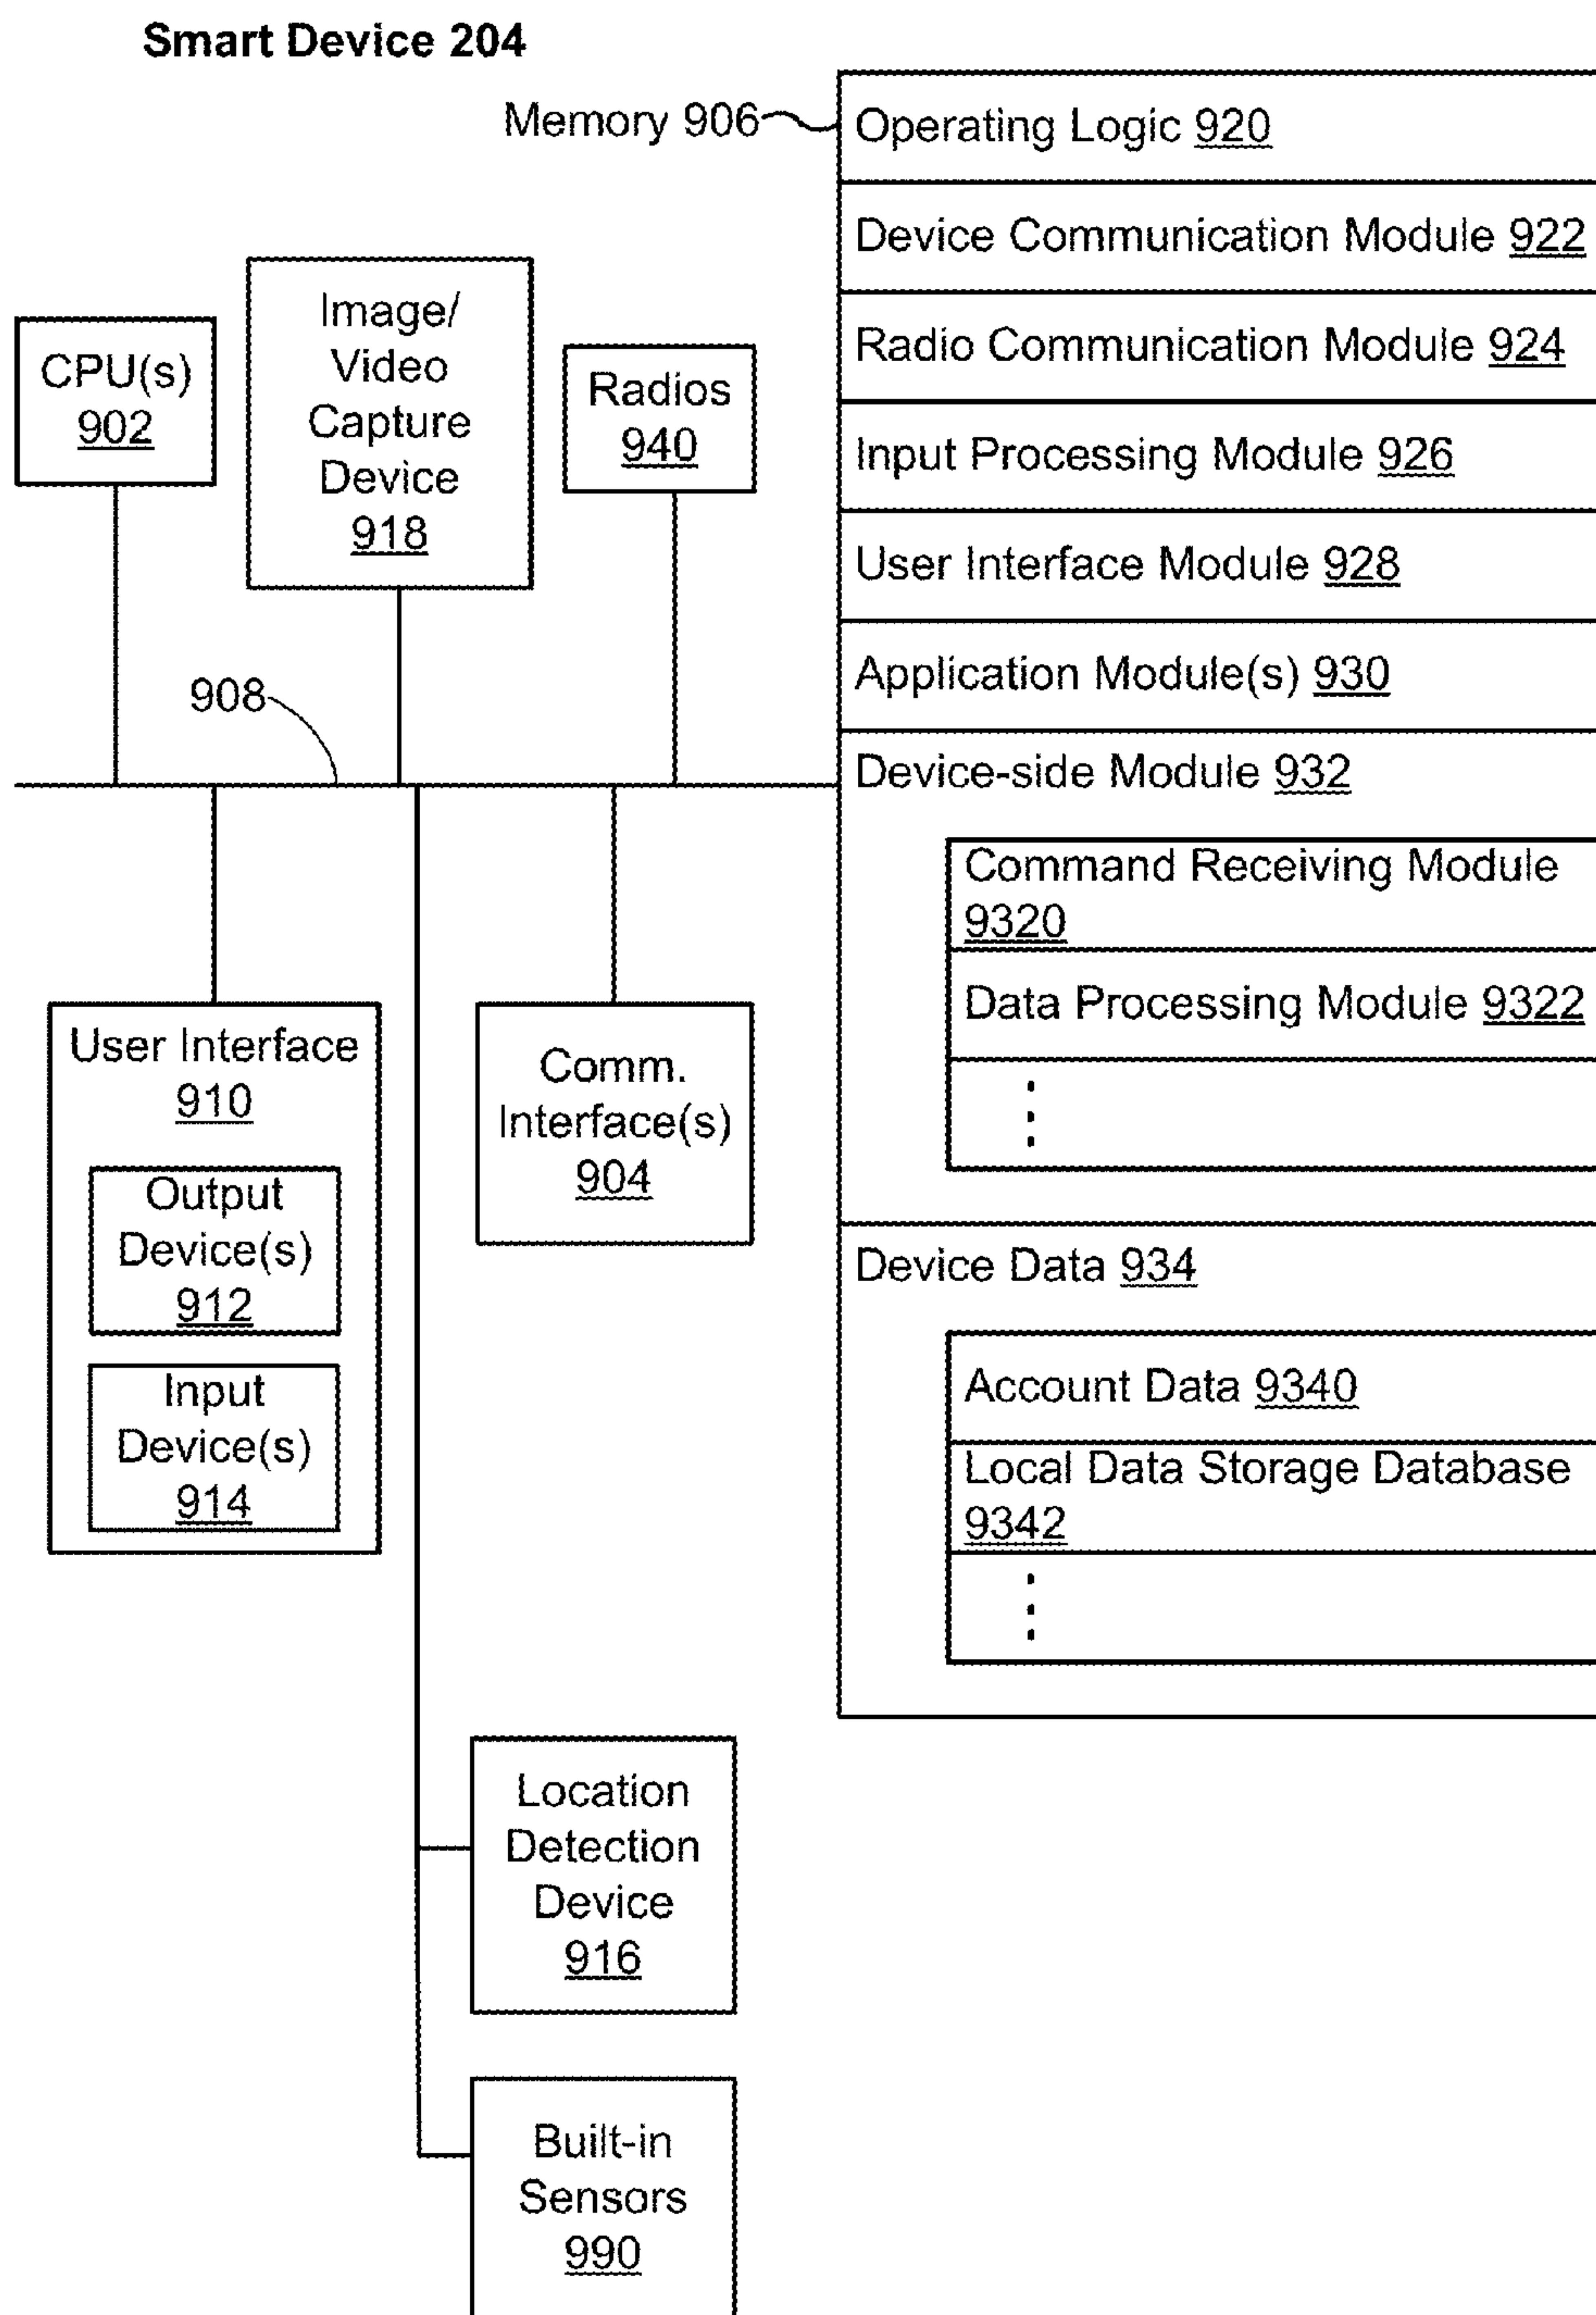 Smart Device 204
Memory 906
Operating Logic 920
Device Communication Module 922
Radio Communication Module 924
Input Processing Module 926
User Interface Module 928
Application Module(s) 930
Device-side Module 932
Command Receiving Module
9320
Data Processing Module 9322
Device Data 934
Account Data 9340
Local Data Storage Database
9342
CPU(s)
902
Image/
Video
Capture
Device
918
Radios
940
908
User Interface
910
Output
Device(s)
912
Input
Device(s)
914
Comm.
Interface(s)
904
Location
Detection
Device
916
Built-in
Sensors
990